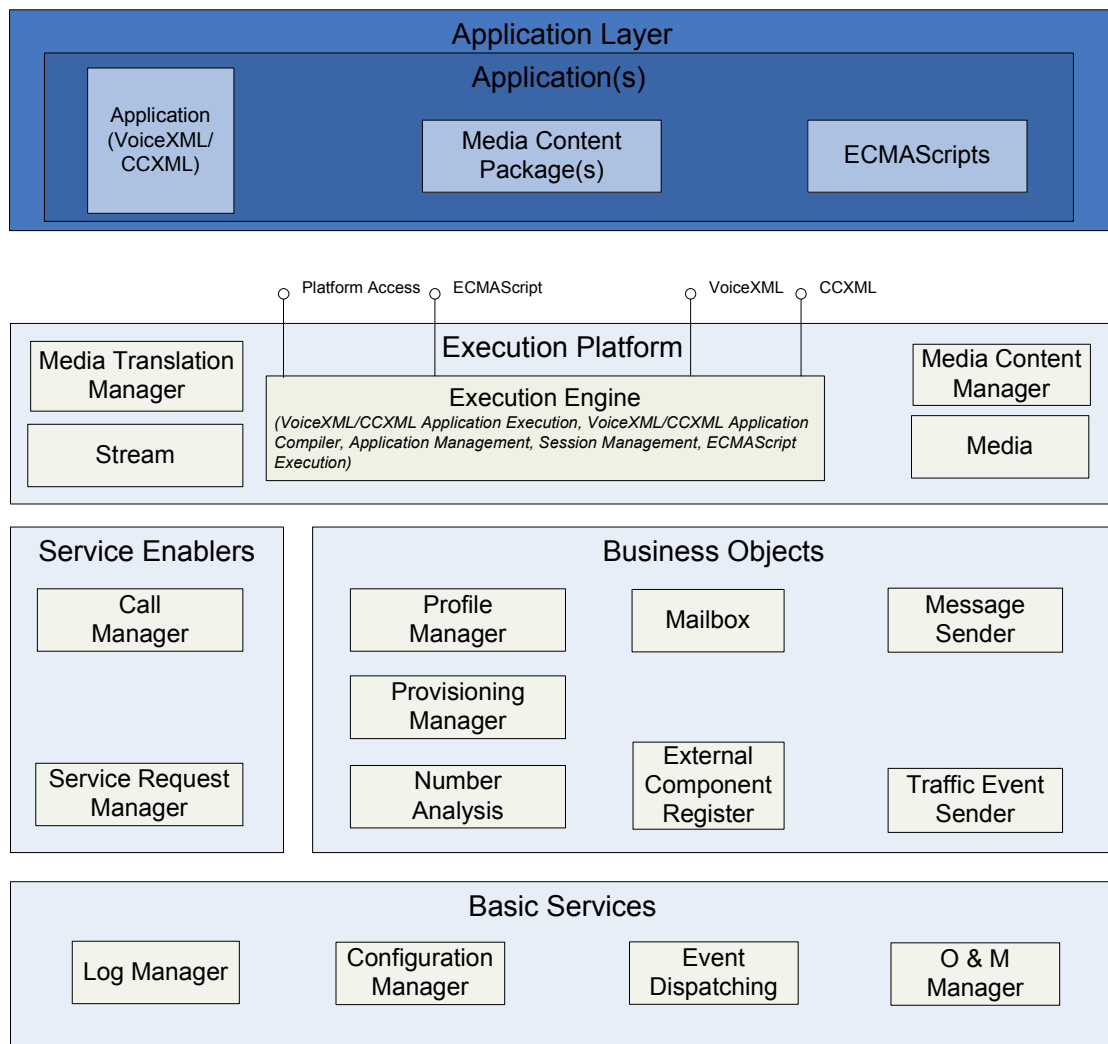 Application Layer
Application(s)
Application
(VoiceXML/
CCXML)
Media Content
Package(s)
ECMAScripts
Platform Access
ECMAScript
VoiceXML
CCXML
Execution Platform
Media Translation
Manager
Stream
Execution Engine
(VoiceXML/CCXML Application Execution, VoiceXML/CCXML Application
Compiler, Application Management, Session Management, ECMAScript
Execution)
Media Content
Manager
Media
Service Enablers
Call
Manager
Service Request
Manager
Business Objects
Profile
Manager
Mailbox
Message
Sender
Provisioning
Manager
Number
Analysis
External
Component
Register
Traffic Event
Sender
Basic Services
Log Manager
Configuration
Manager
Event
Dispatching
O & M
Manager